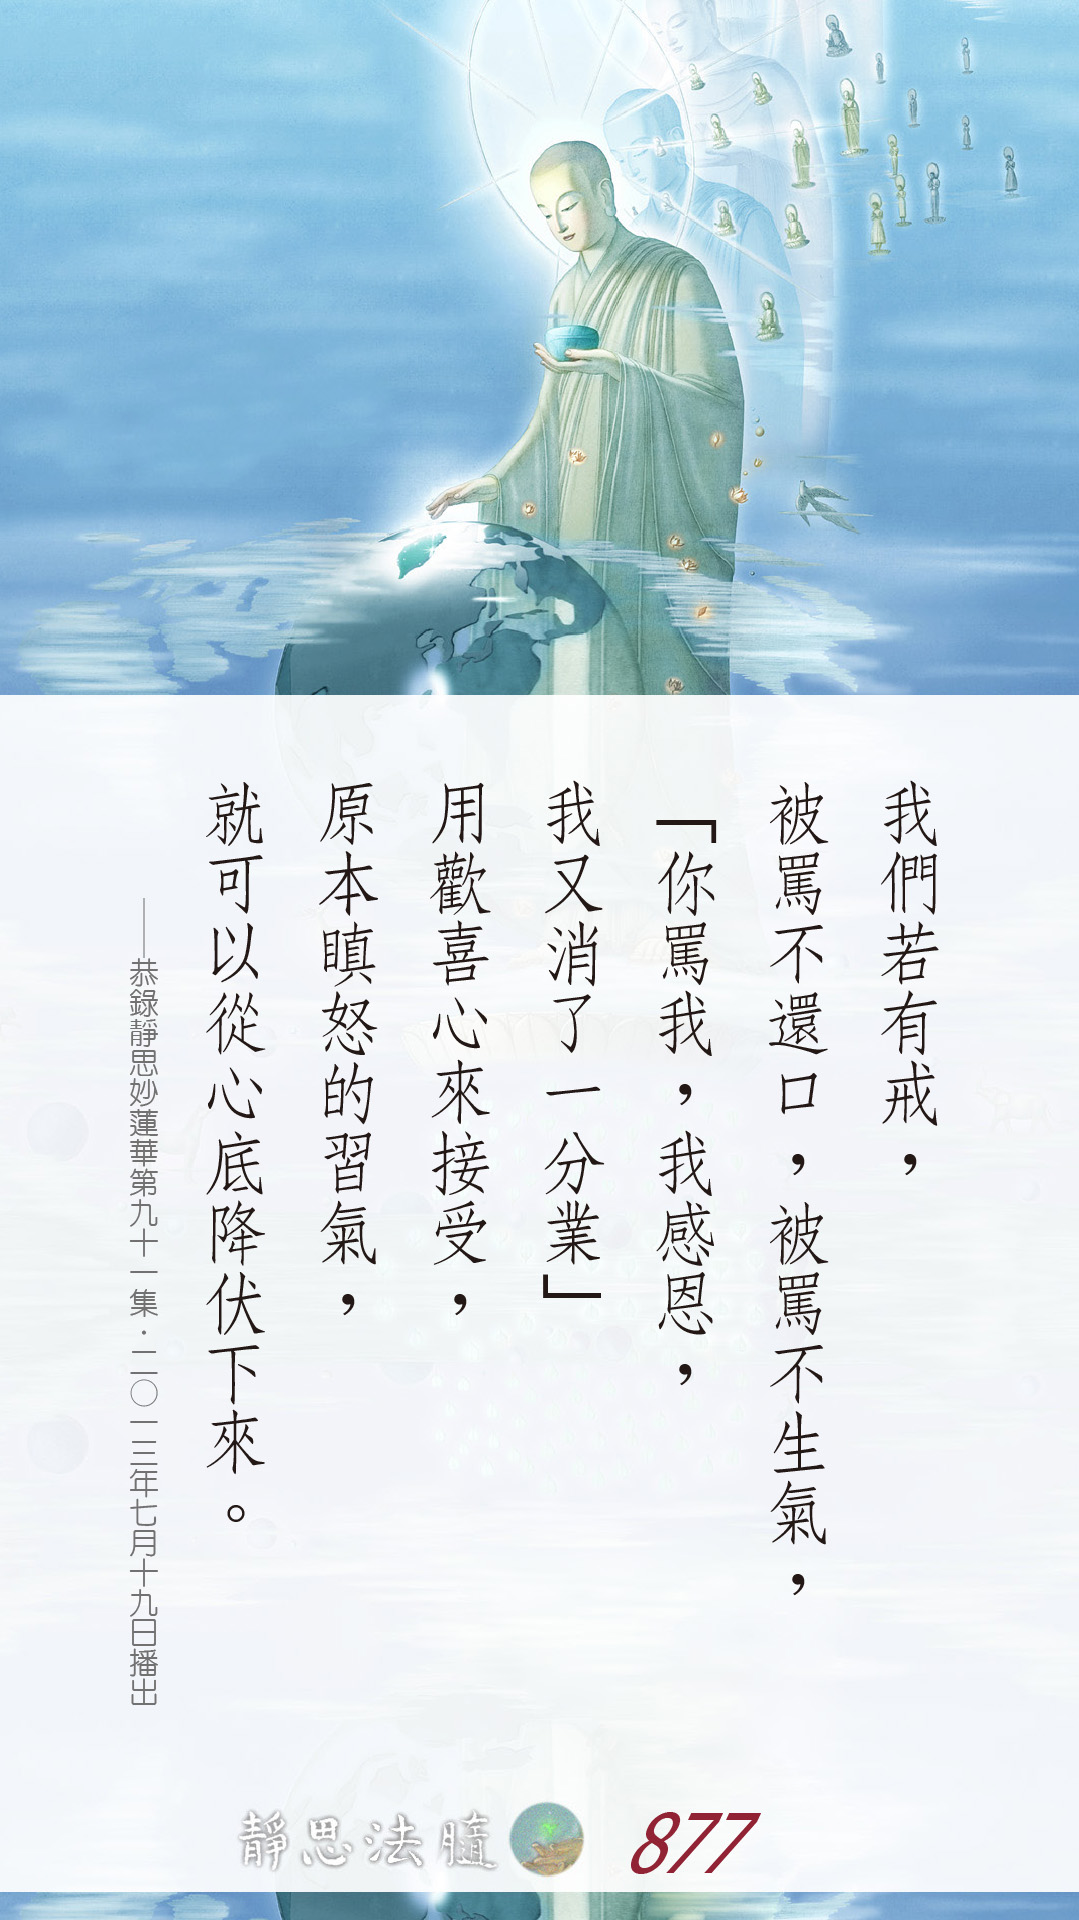 我們若有戒，
被罵不還口，被罵不生氣，
「你罵我，我感恩，
我又消了一分業」
用歡喜心來接受，
原本瞋怒的習氣，
就可以從心底降伏下來。
——恭錄靜思妙蓮華第九十一集．二〇一三年七月十九日播出
靜思法髓
877